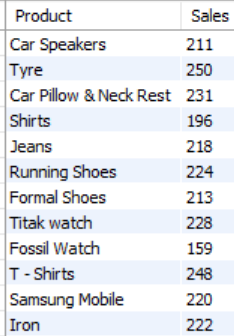 Product Sales
Car Speakers 211
Tyre 250
Car Pillow & Neck Rest 231
Shirts 196
Jeans 218
Running Shoes 224
Formal Shoes 213
Titak watch 228
Fossil Watch 159
T - Shirts 248
Samsung Mobile 220
Iron 222